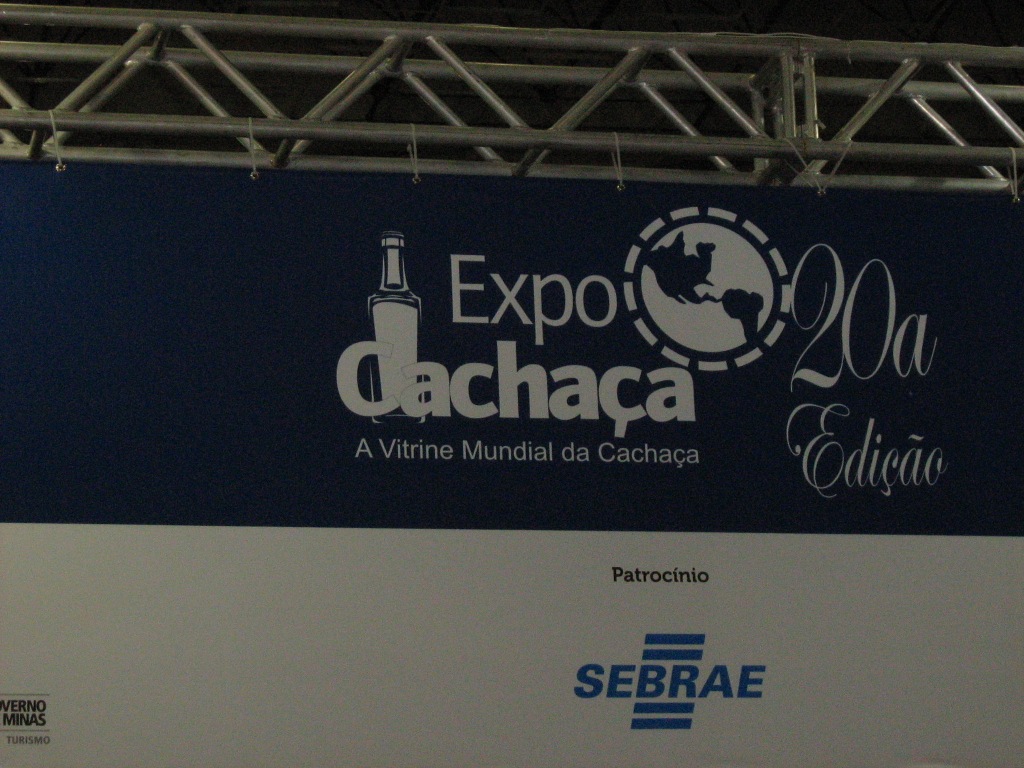 Expo
Cachaça
A Vitrine Mundial da Cachaça
20a
Edição
Patrocínio
SEBRAE
MINAS
TURISMO